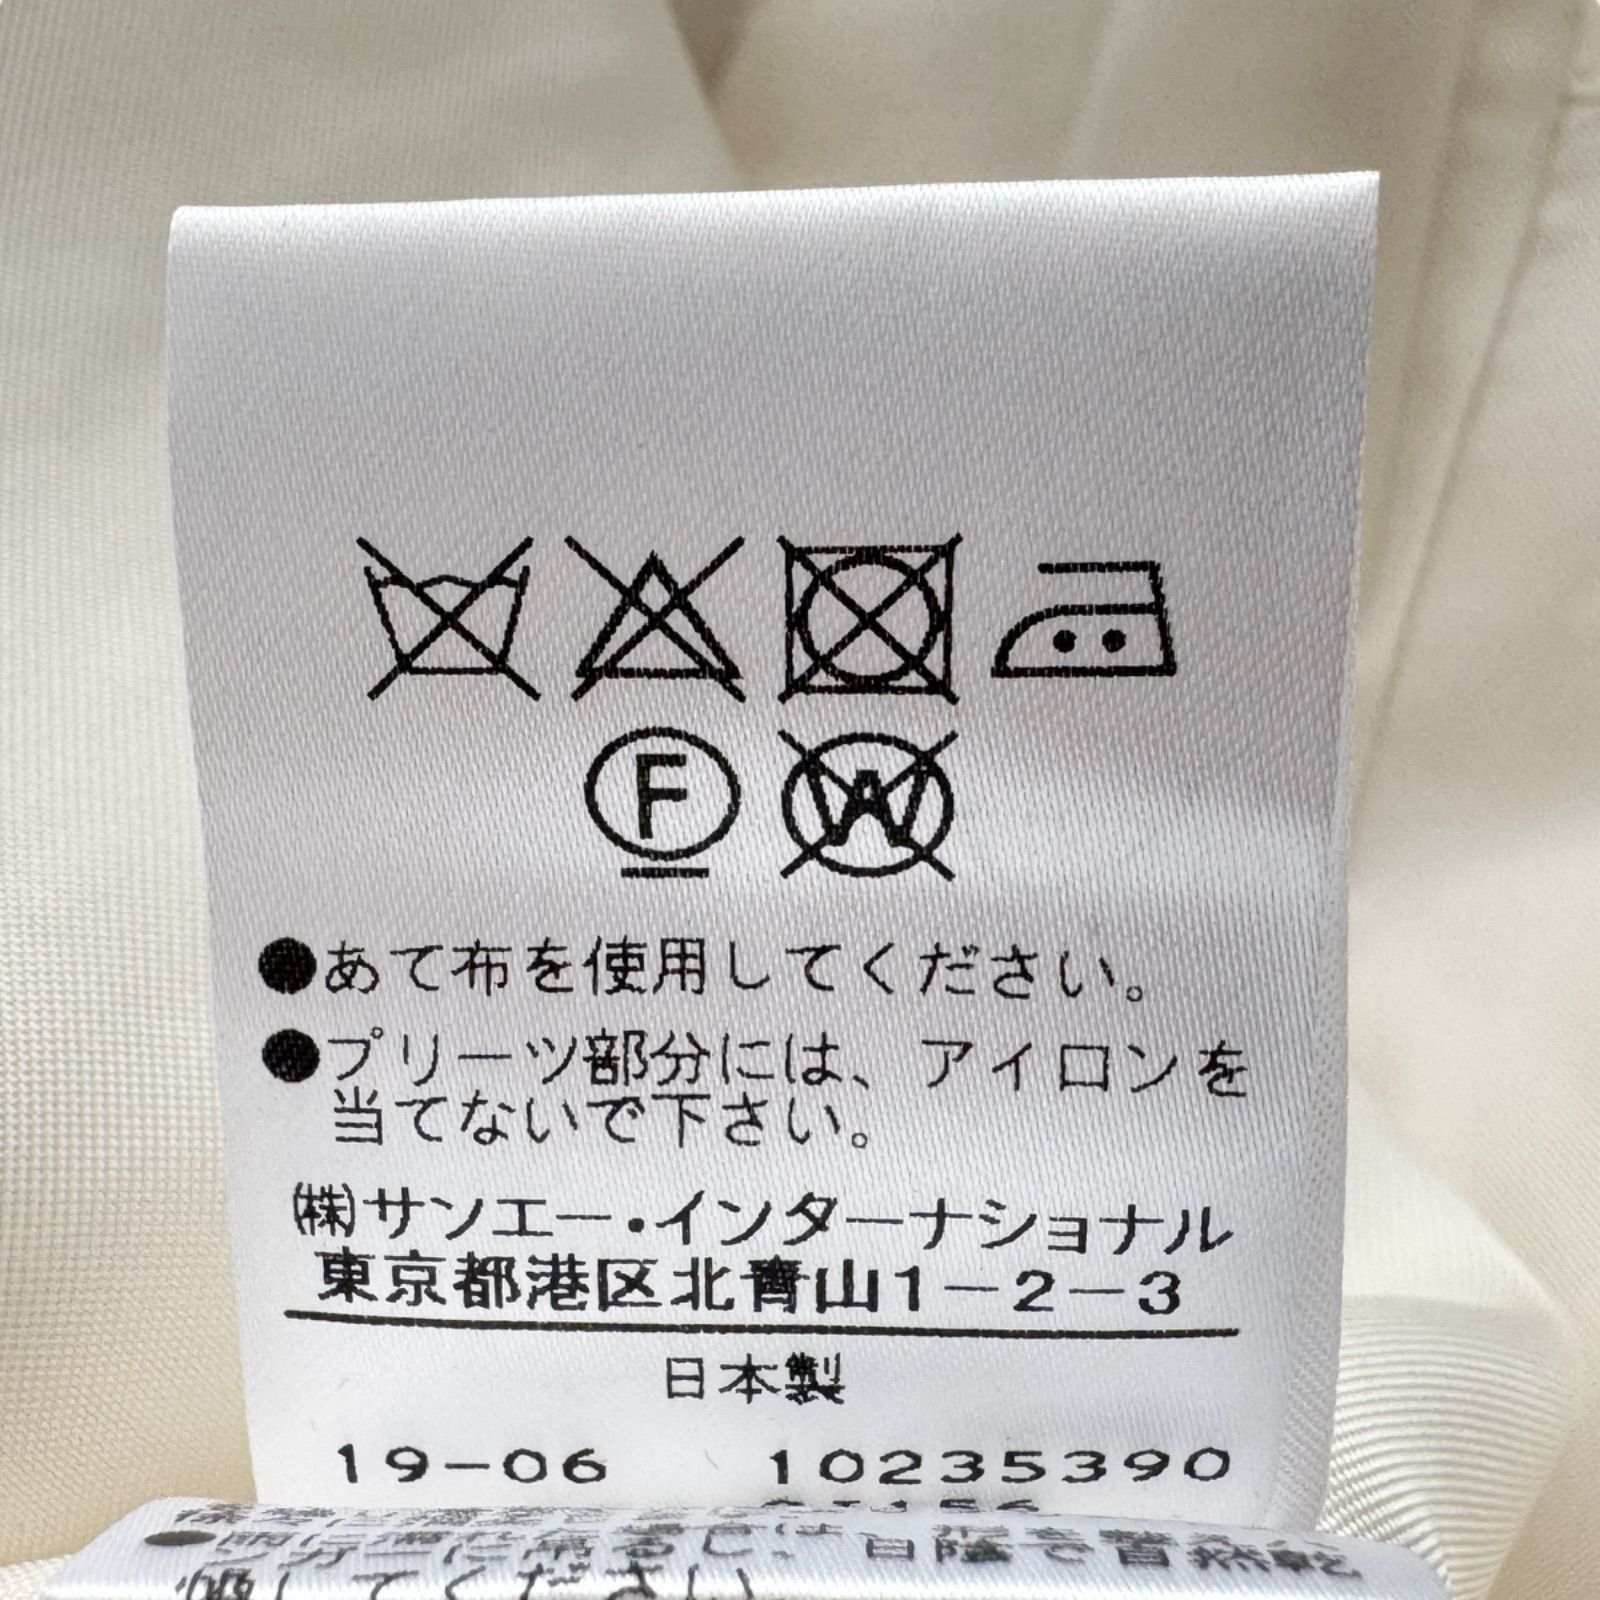 F W
●あて布を使用してください。
●プリーツ部分には、アイロンを
当てないで下さい。
㈱サンエー・インターナショナル
東京都港区北青山1-2-3
日本製
19-06 10235390